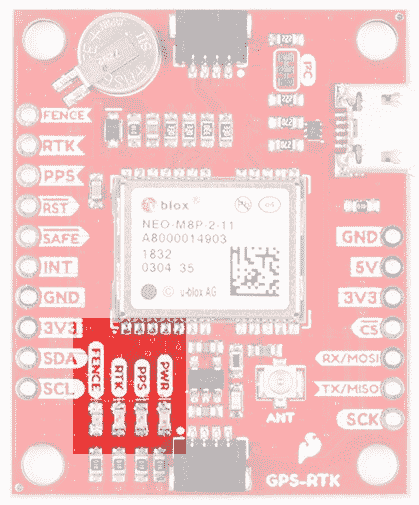 I²C
FENCE
RTK
PPS
RST
SAFE
INT
GND
3V3
SDA
SCL
blox
NEO-M8P-2-11
A8000014903
1832
0304 35
u-blox AG
GND
5V
3V3
CS
RX/MOSI
TX/MISO
SCK
FENCE
RTK
PPS
PWR
ANT
GPS-RTK